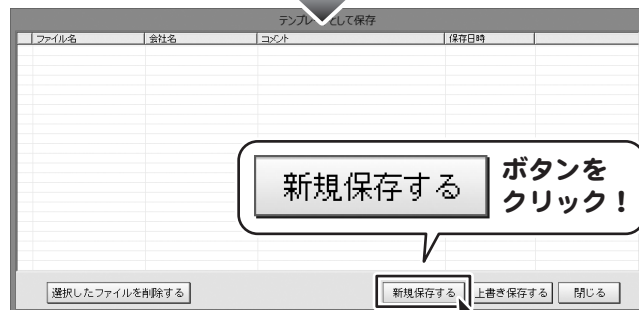 テンプレートとして保存
ファイル名 会社名 コメント 保存日時
新規保存する
ボタンを
クリック！
選択したファイルを削除する 新規保存する 上書き保存する 閉じる